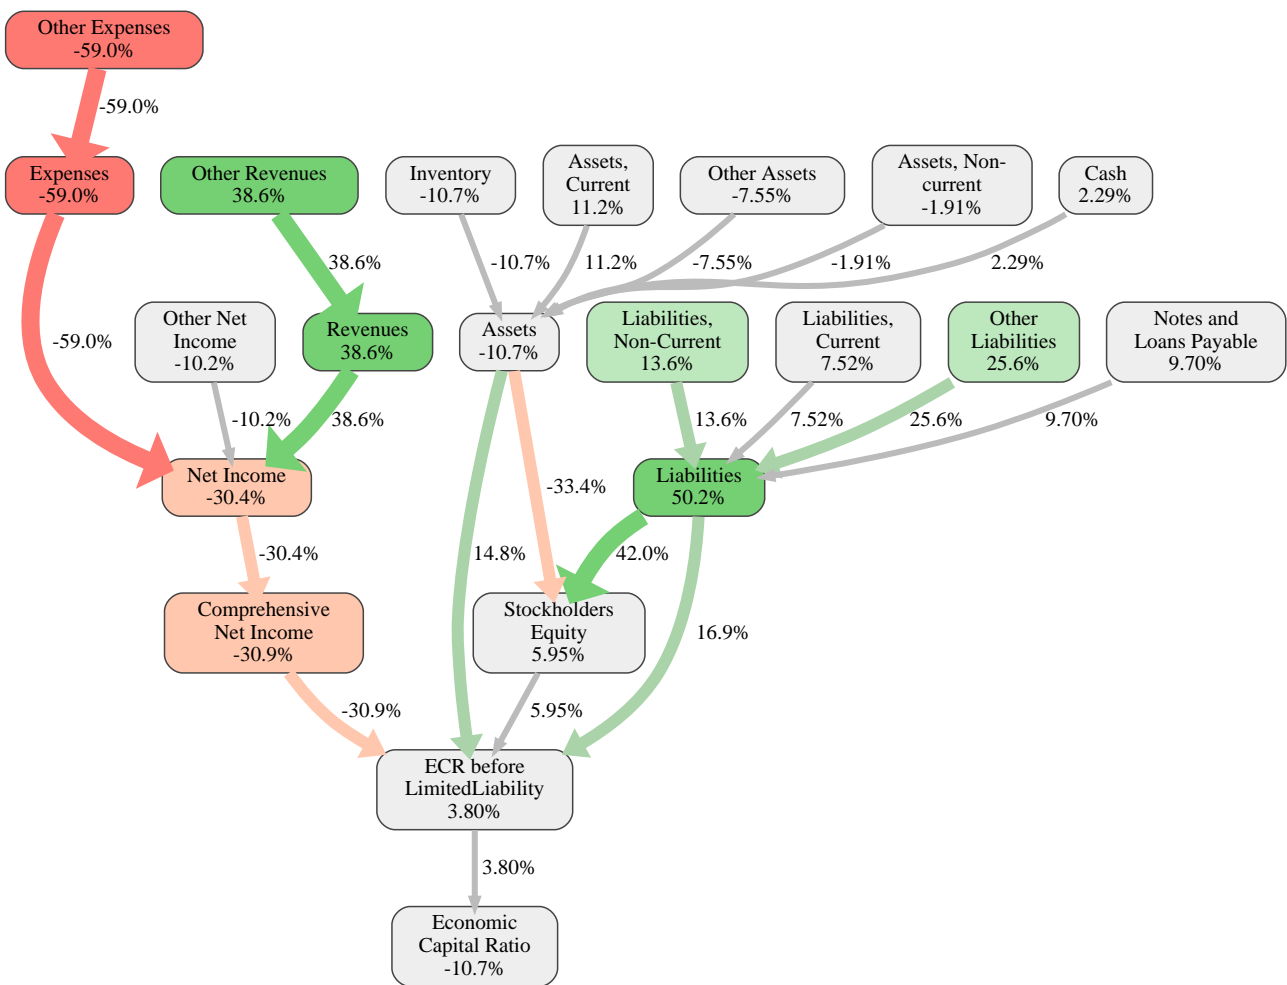 Other Expenses
-59.0%
-59.0%
Expenses
-59.0%
Other Revenues
38.6%
Inventory
-10.7%
Assets,
Current
11.2%
Other Assets
-7.55%
Assets, Non-
current
-1.91%
Cash
2.29%
38.6%
-10.7%
11.2%
-7.55%
-1.91%
2.29%
-59.0%
Other Net
Income
-10.2%
Revenues
38.6%
Assets
-10.7%
Liabilities,
Non-Current
13.6%
Liabilities,
Current
7.52%
Other
Liabilities
25.6%
Notes and
Loans Payable
9.70%
-10.2%
38.6%
13.6%
7.52%
25.6%
9.70%
Net Income
-30.4%
-33.4%
Liabilities
50.2%
-30.4%
14.8%
42.0%
Comprehensive
Net Income
-30.9%
Stockholders
Equity
5.95%
16.9%
-30.9%
5.95%
ECR before
LimitedLiability
3.80%
3.80%
Economic
Capital Ratio
-10.7%